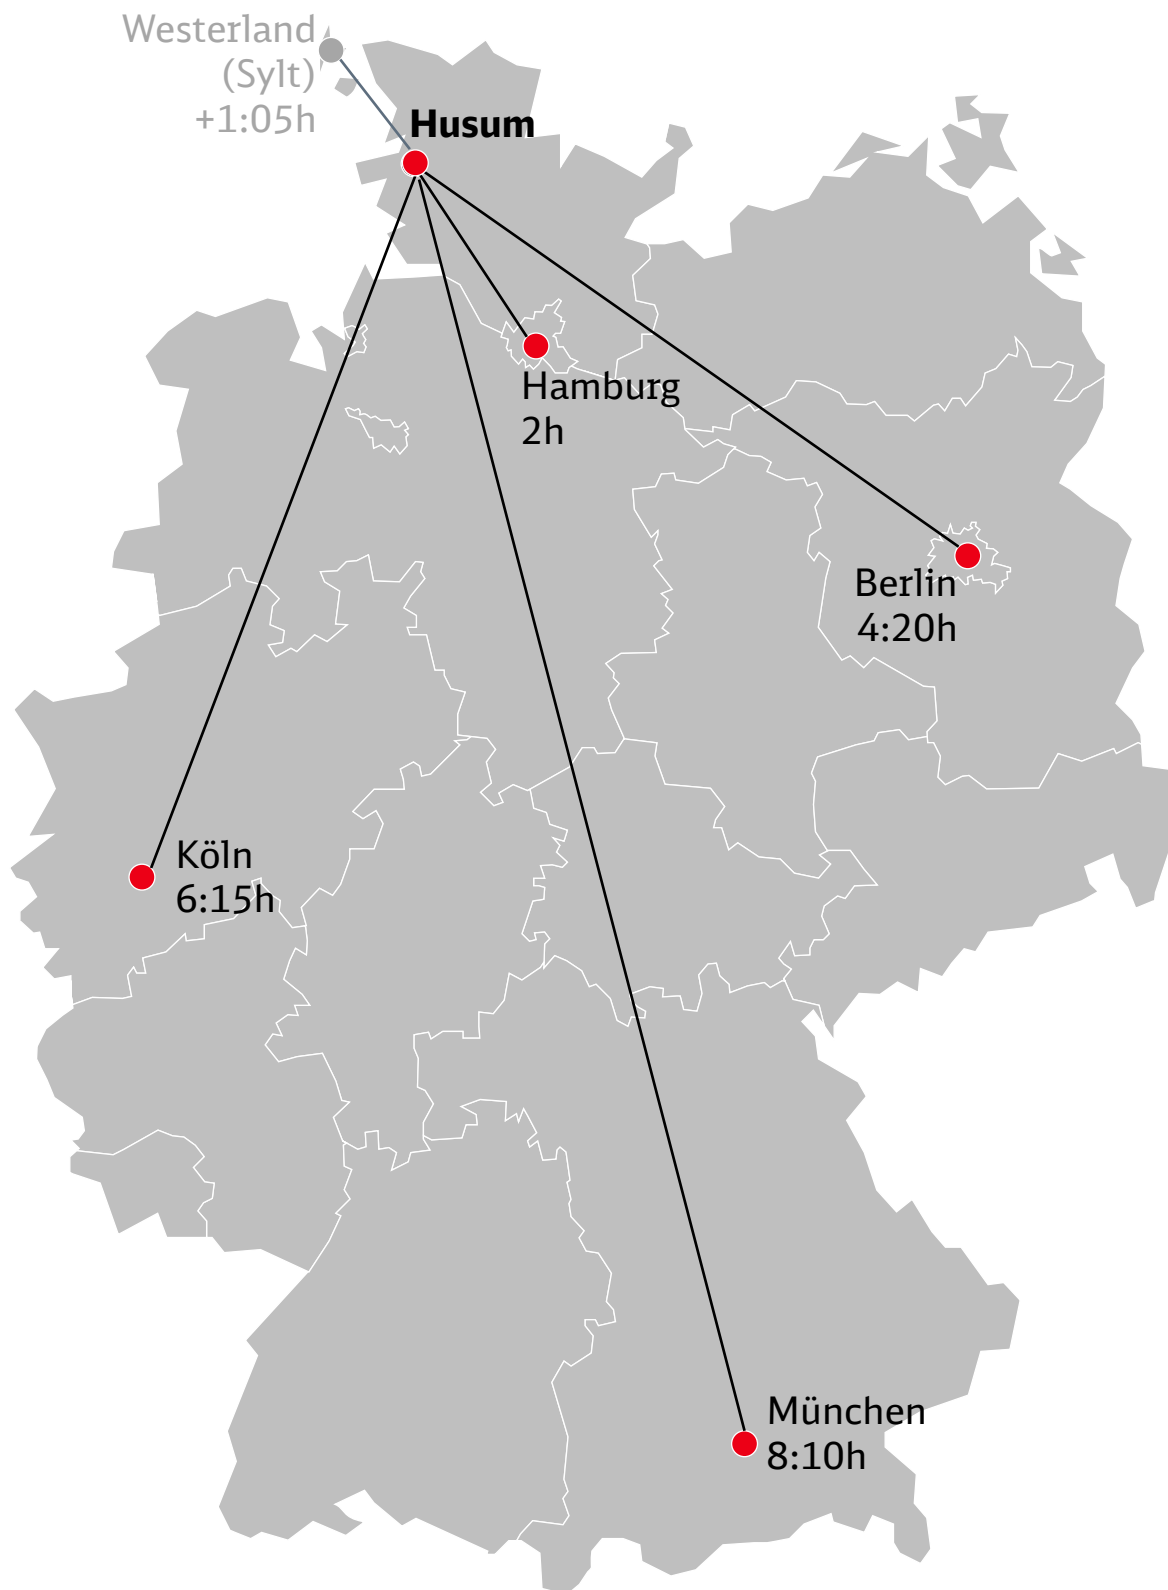 Westerland
(Sylt)
+1:05h
Husum
Hamburg
2h
Berlin
4:20h
Köln
6:15h
München
8:10h